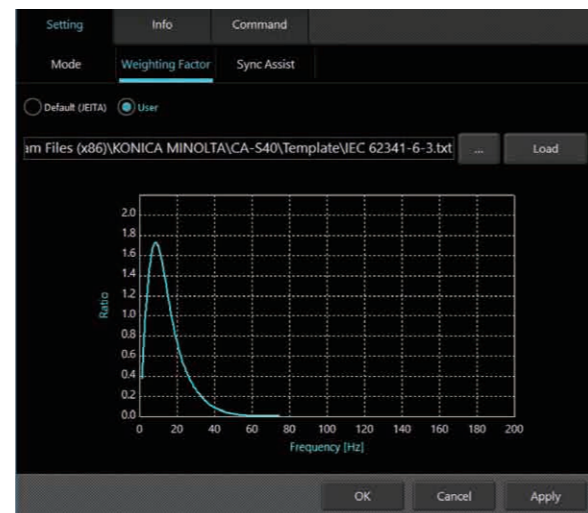 Setting Info Command
Mode Weighting Factor Sync Assist
Default (JEITA) User
am Files (x86)\KONICA MINOLTA\CA-S40\Template\IEC 62341-6-3.txt ... Load
2.0
1.8
1.6
1.4
1.2
1.0
0.8
0.6
0.4
0.2
0.0
Ratio
0 20 40 60 80 100 120 140 160 180 200
Frequency [Hz]
OK Cancel Apply